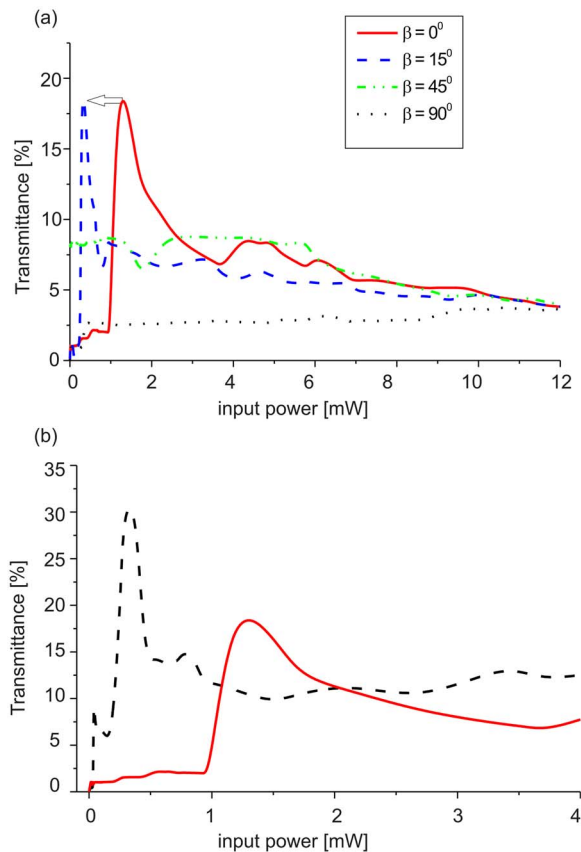 (a)
β = 0⁰
β = 15⁰
β = 45⁰
β = 90⁰
Transmittance [%]
25
20
15
10
5
0
0 2 4 6 8 10 12
input power [mW]
(b)
Transmittance [%]
35
30
25
20
15
10
5
0
0 1 2 3 4
input power [mW]